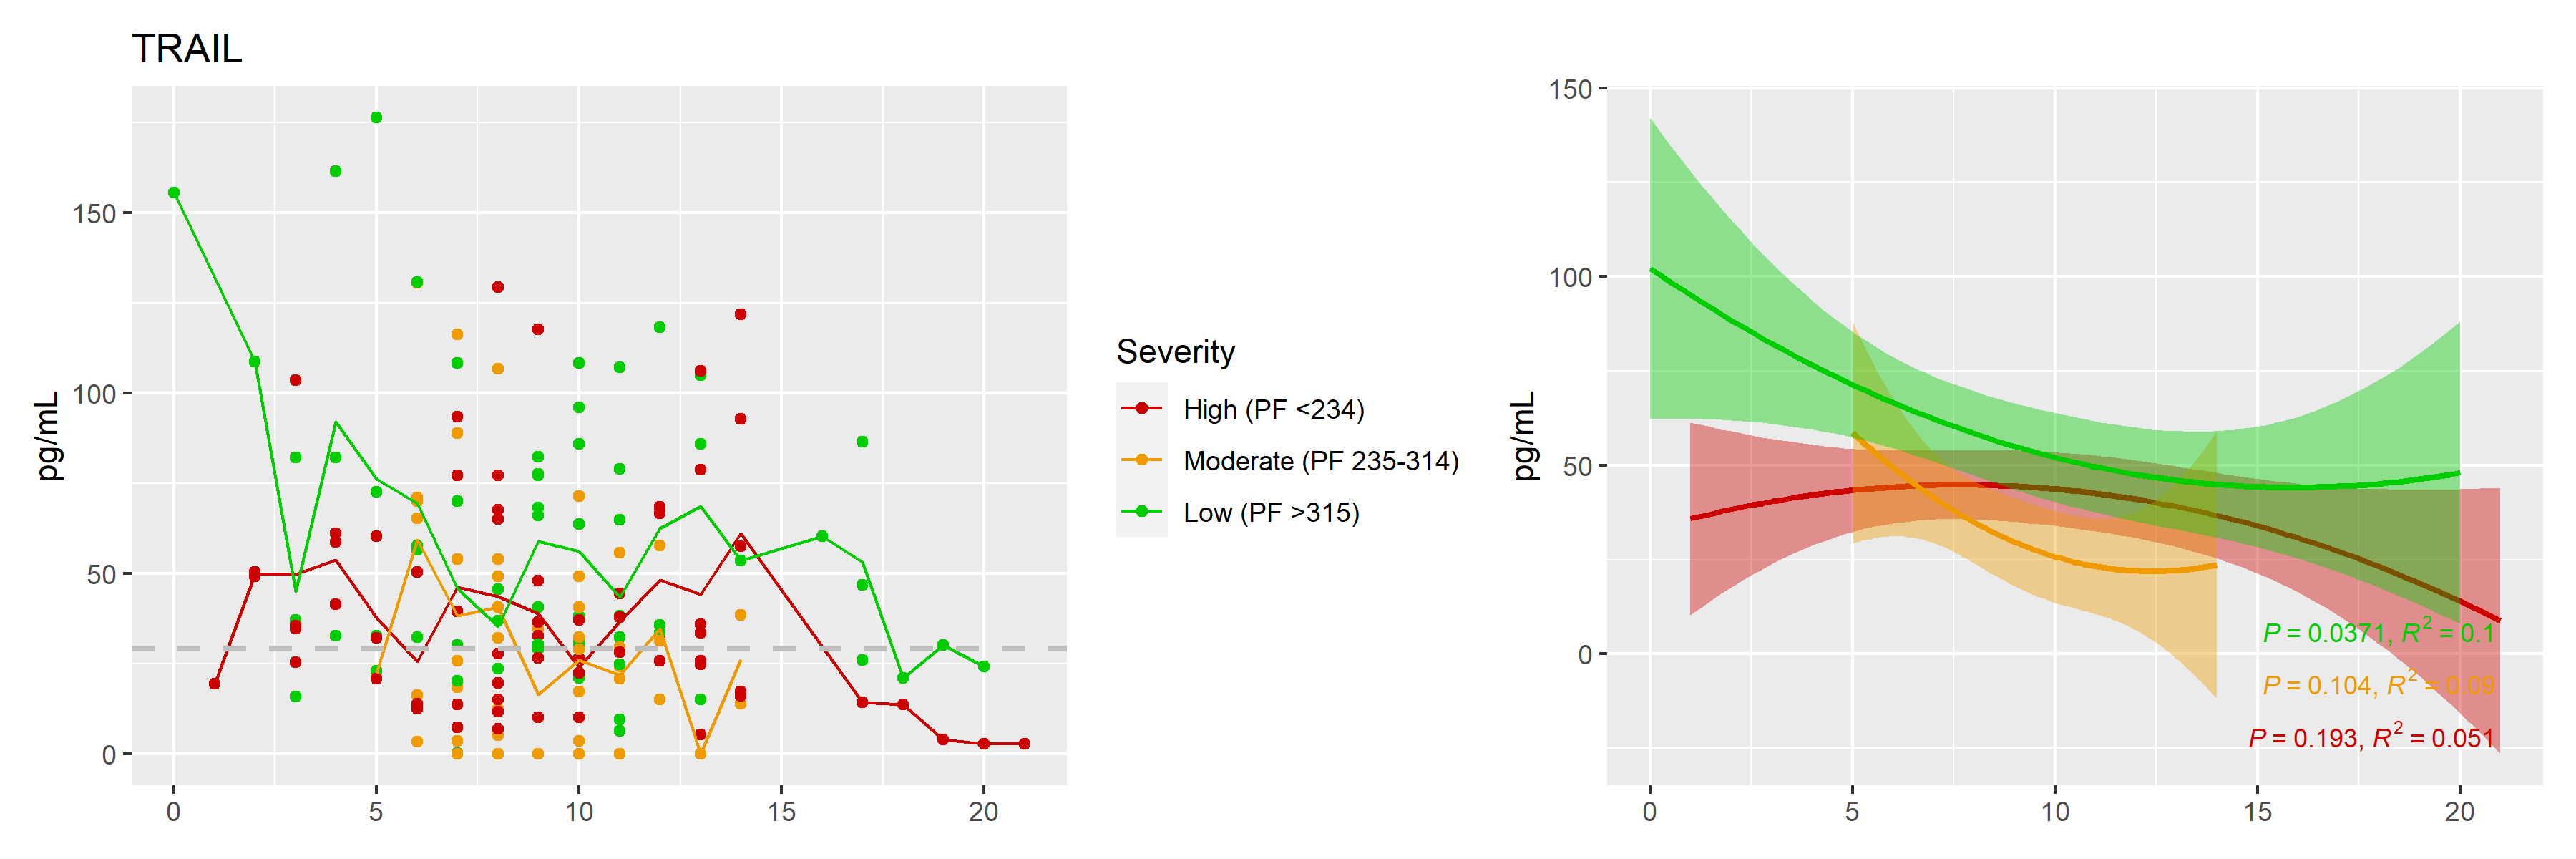 TRAIL
pg/mL
150
100
50
0
0 5 10 15 20
Severity
High (PF <234)
Moderate (PF 235-314)
Low (PF >315)
pg/mL
150
100
50
0
P = 0.0371, R² = 0.1
P = 0.104, R² = 0.09
P = 0.193, R² = 0.051
0 5 10 15 20